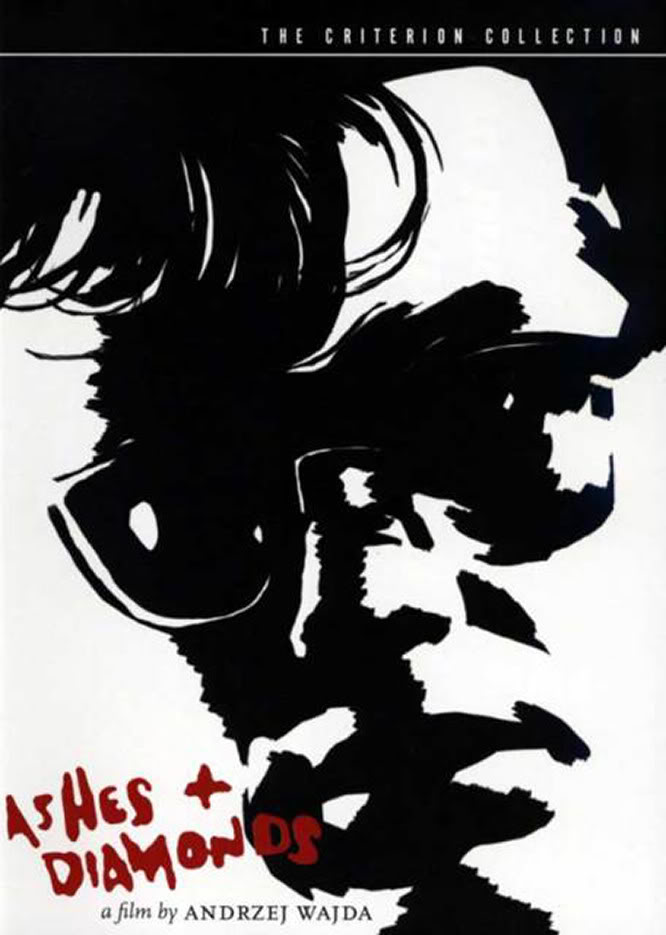 THE CRITERION COLLECTION
ASHES +
DIAMONDS
a film by ANDRZEJ WAJDA